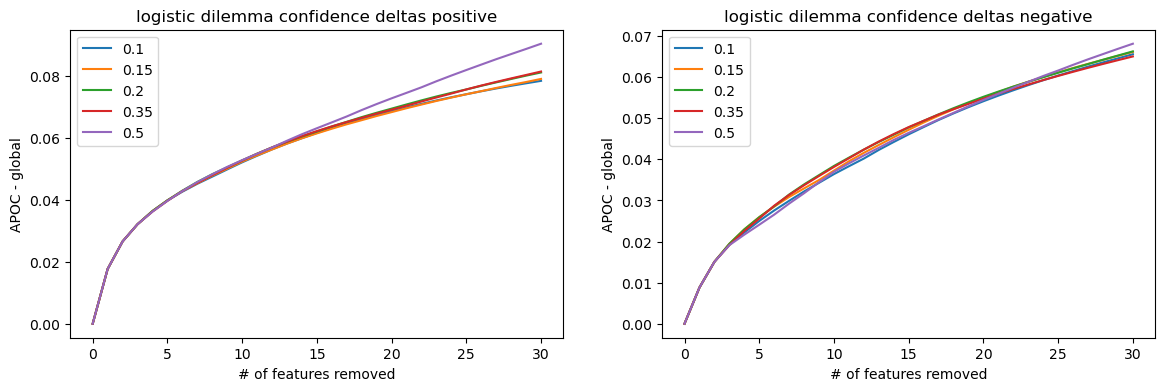 logistic dilemma confidence deltas positive
0.1
0.15
0.2
0.35
0.5
APOC - global
0.08
0.06
0.04
0.02
0.00
0 5 10 15 20 25 30
# of features removed
logistic dilemma confidence deltas negative
0.1
0.15
0.2
0.35
0.5
APOC - global
0.07
0.06
0.05
0.04
0.03
0.02
0.01
0.00
0 5 10 15 20 25 30
# of features removed